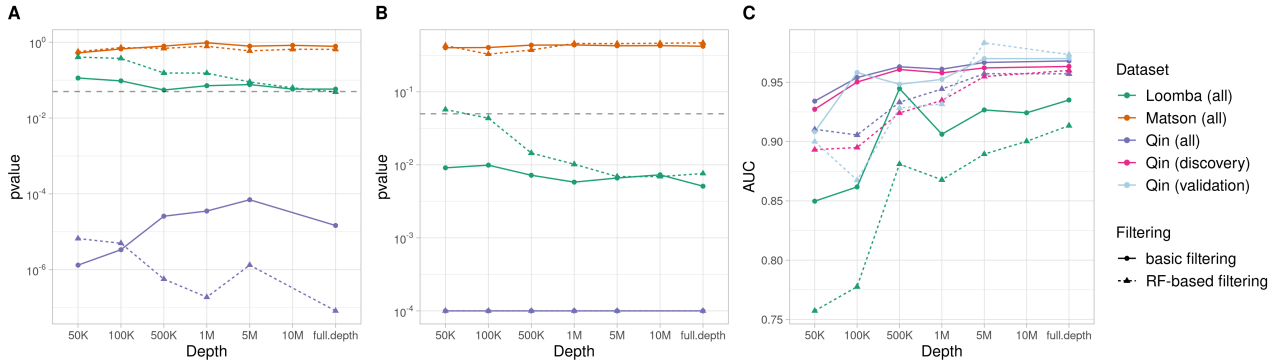 A
pvalue
10⁰
10⁻²
10⁻⁴
10⁻⁶
50K 100K 500K 1M 5M 10M full.depth
Depth
B
pvalue
10⁻¹
10⁻²
10⁻³
10⁻⁴
50K 100K 500K 1M 5M 10M full.depth
Depth
C
AUC
0.95
0.90
0.85
0.80
0.75
50K 100K 500K 1M 5M 10M full.depth
Depth
Dataset
Loomba (all)
Matson (all)
Qin (all)
Qin (discovery)
Qin (validation)
Filtering
basic filtering
RF-based filtering